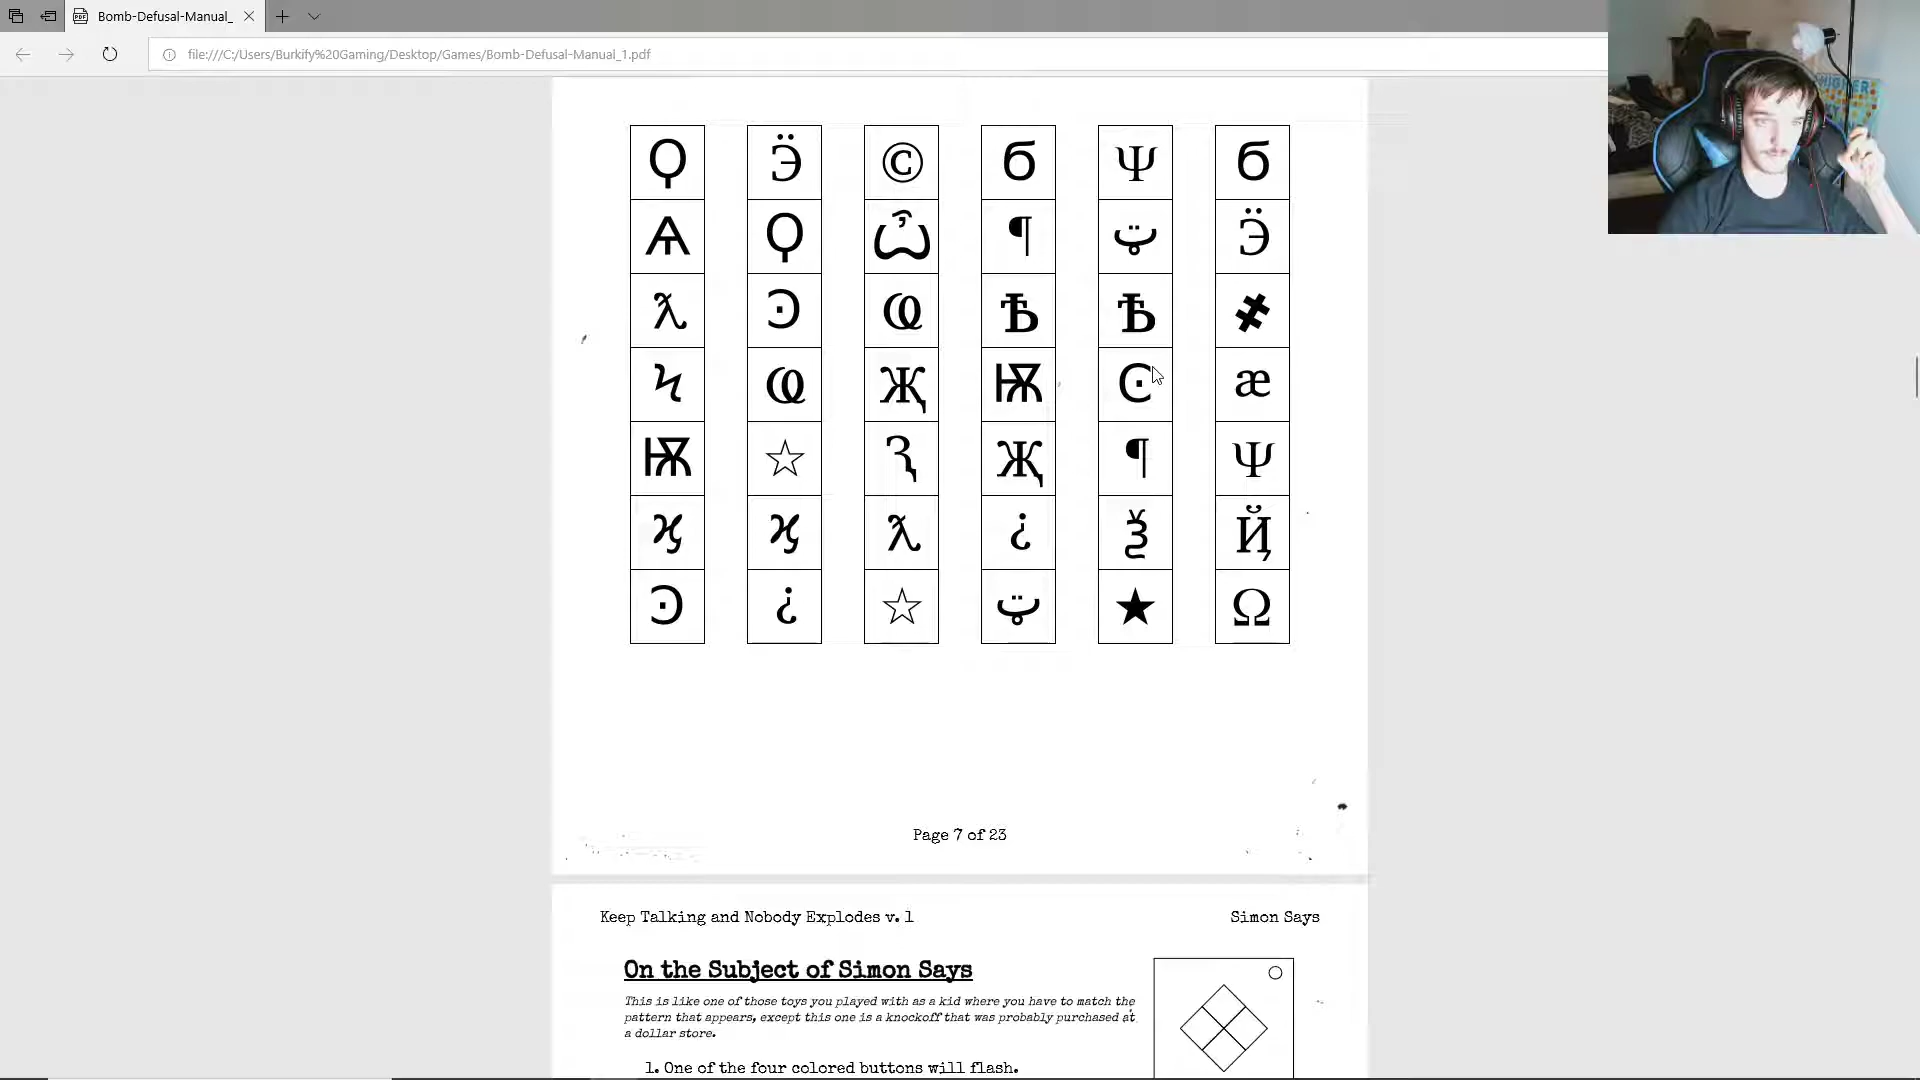 Bomb-Defusal-Manual_
file:///C:/Users/Burkify%20Gaming/Desktop/Games/Bomb-Defusal-Manual_1.pdf
HIGHER
Ϙ Ӭ © б Ψ б
Ѧ Ϙ Ѽ ¶ ټ Ӭ
ƛ Ͽ Ҩ Ѣ Ѣ ҂
Ϟ Ҩ Җ Ѭ Ͼ æ
Ѭ ☆ Ԇ Җ ¶ Ψ
ϗ ϗ ƛ ¿ Ѯ Ҋ
Ͽ ¿ ☆ ټ ★ Ω
Page 7 of 23
Keep Talking and Nobody Explodes v. 1 Simon Says
On the Subject of Simon Says
This is like one of those toys you played with as a kid where you have to match the
pattern that appears, except this one is a knockoff that was probably purchased at
a dollar store.
1. One of the four colored buttons will flash.